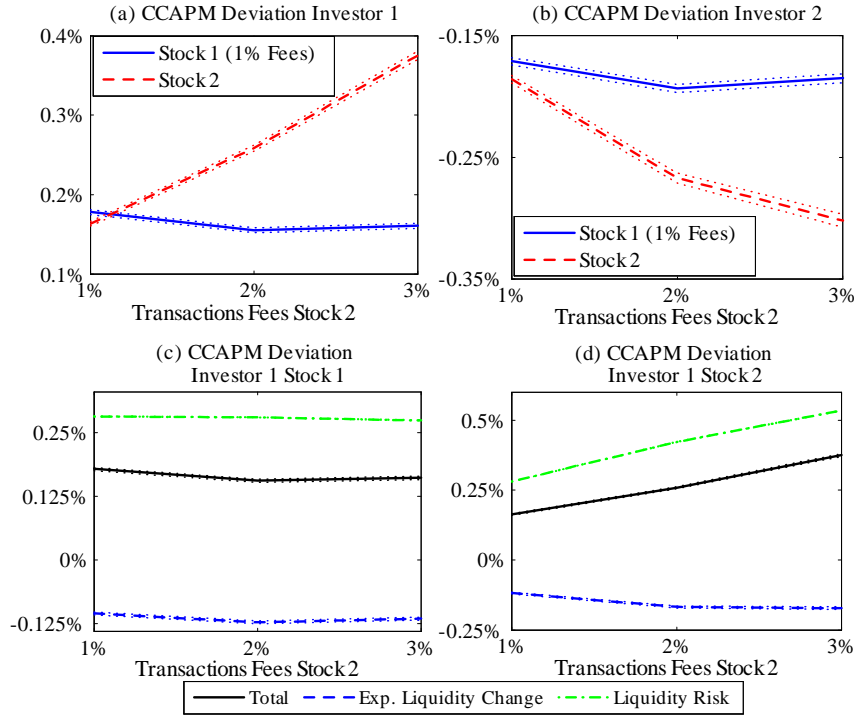 (a) CCAPM Deviation Investor 1
0.4%
0.3%
0.2%
0.1%
Stock 1 (1% Fees)
Stock 2
1%
2%
3%
Transactions Fees Stock 2
(b) CCAPM Deviation Investor 2
-0.15%
-0.25%
-0.35%
Stock 1 (1% Fees)
Stock 2
1%
2%
3%
Transactions Fees Stock 2
(c) CCAPM Deviation
Investor 1 Stock 1
0.25%
0.125%
0%
-0.125%
1%
2%
3%
Transactions Fees Stock 2
(d) CCAPM Deviation
Investor 1 Stock 2
0.5%
0.25%
0%
-0.25%
1%
2%
3%
Transactions Fees Stock 2
Total
Exp. Liquidity Change
Liquidity Risk